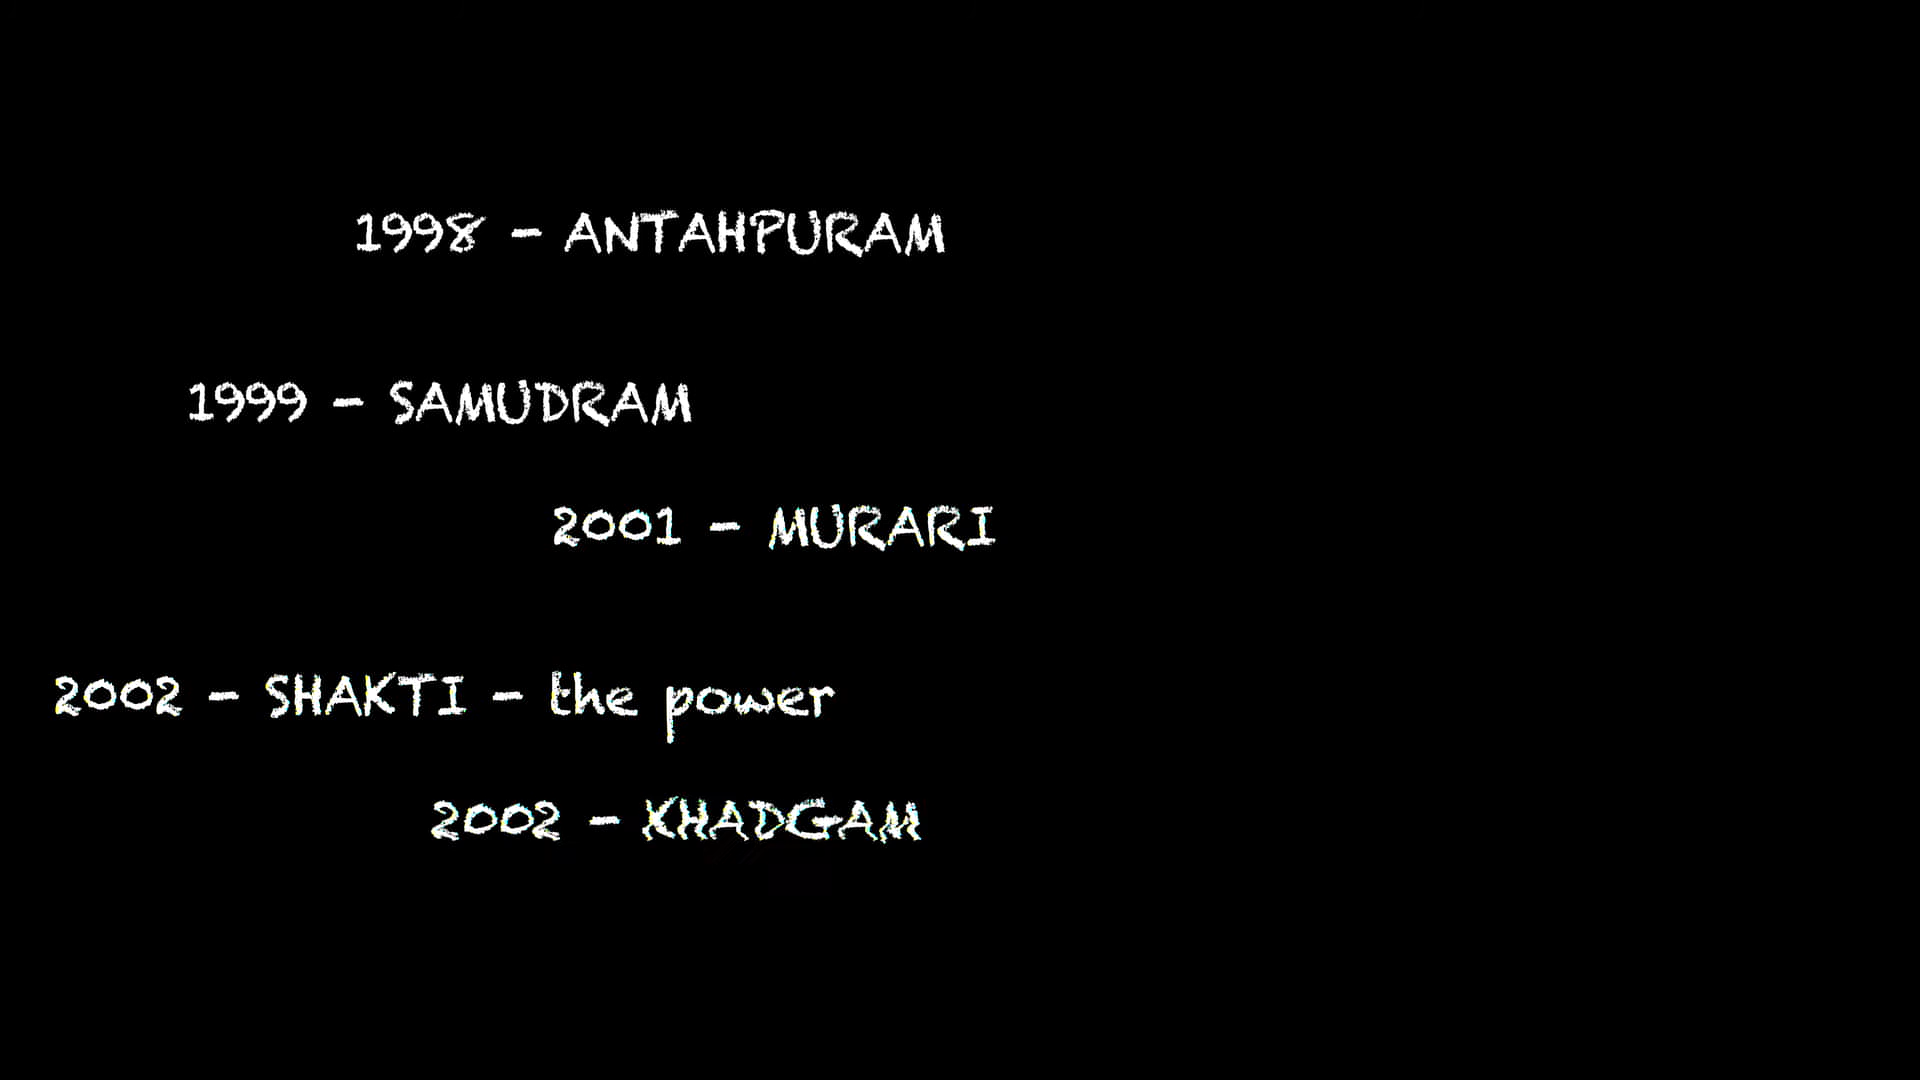 1998 - ANTAHPURAM
1999 - SAMUDRAM
2001 - MURARI
2002 - SHAKTI - the power
2002 - KHADGAM